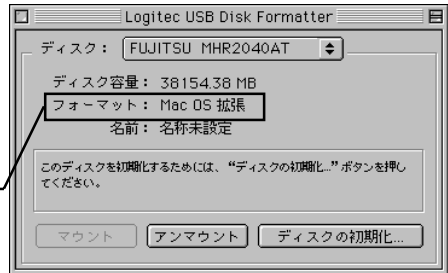 Logitec USB Disk Formatter
ディスク： FUJITSU MHR2040AT
ディスク容量： 38154.38 MB
フォーマット： Mac OS 拡張
名前： 名称未設定
このディスクを初期化するためには、“ディスクの初期化...”ボタンを押し
てください。
マウント アンマウント ディスクの初期化...